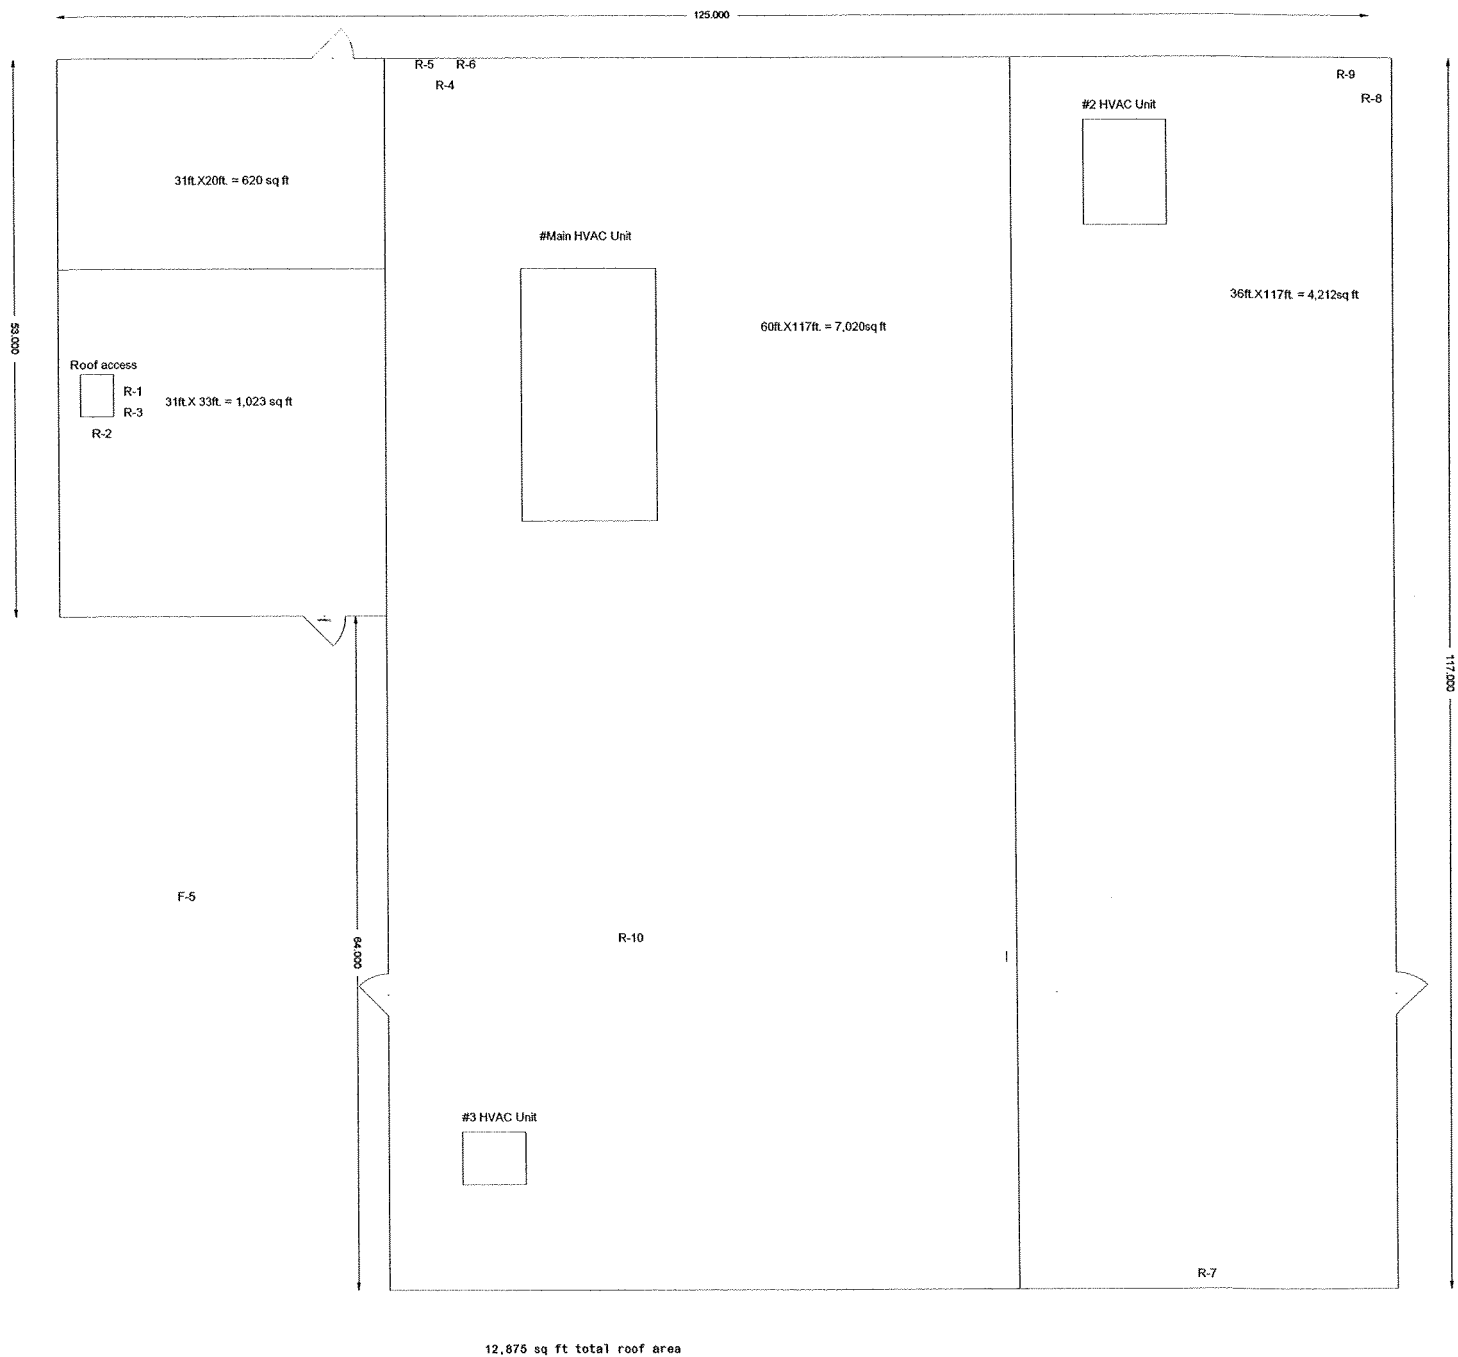 125.000
R-5 R-6
R-4
R-9
R-8
#2 HVAC Unit
31ft.X20ft. = 620 sq ft
#Main HVAC Unit
36ft.X117ft. = 4,212sq ft
60ft.X117ft. = 7,020sq ft
53.000
Roof access
R-1
31ft.X 33ft. = 1,023 sq ft
R-3
R-2
117.000
F-5
R-10
64.000
#3 HVAC Unit
R-7
12,875 sq ft total roof area